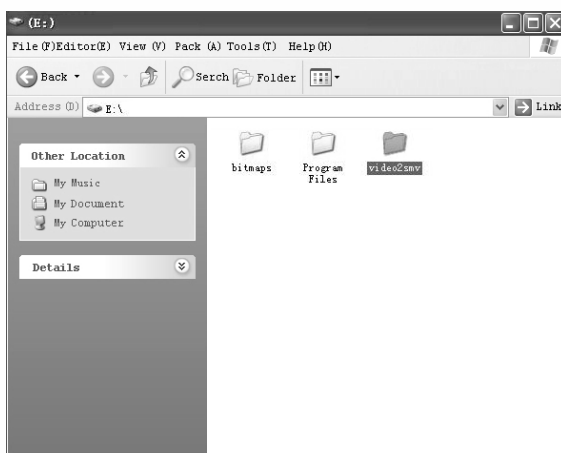 (E:)
File(F)Editor(E) View (V) Pack (A) Tools(T) Help(H)
Back Serch Folder
Address (D) E:\ Link
Other Location
My Music
My Document
My Computer
Details
bitmaps Program Files video2smv